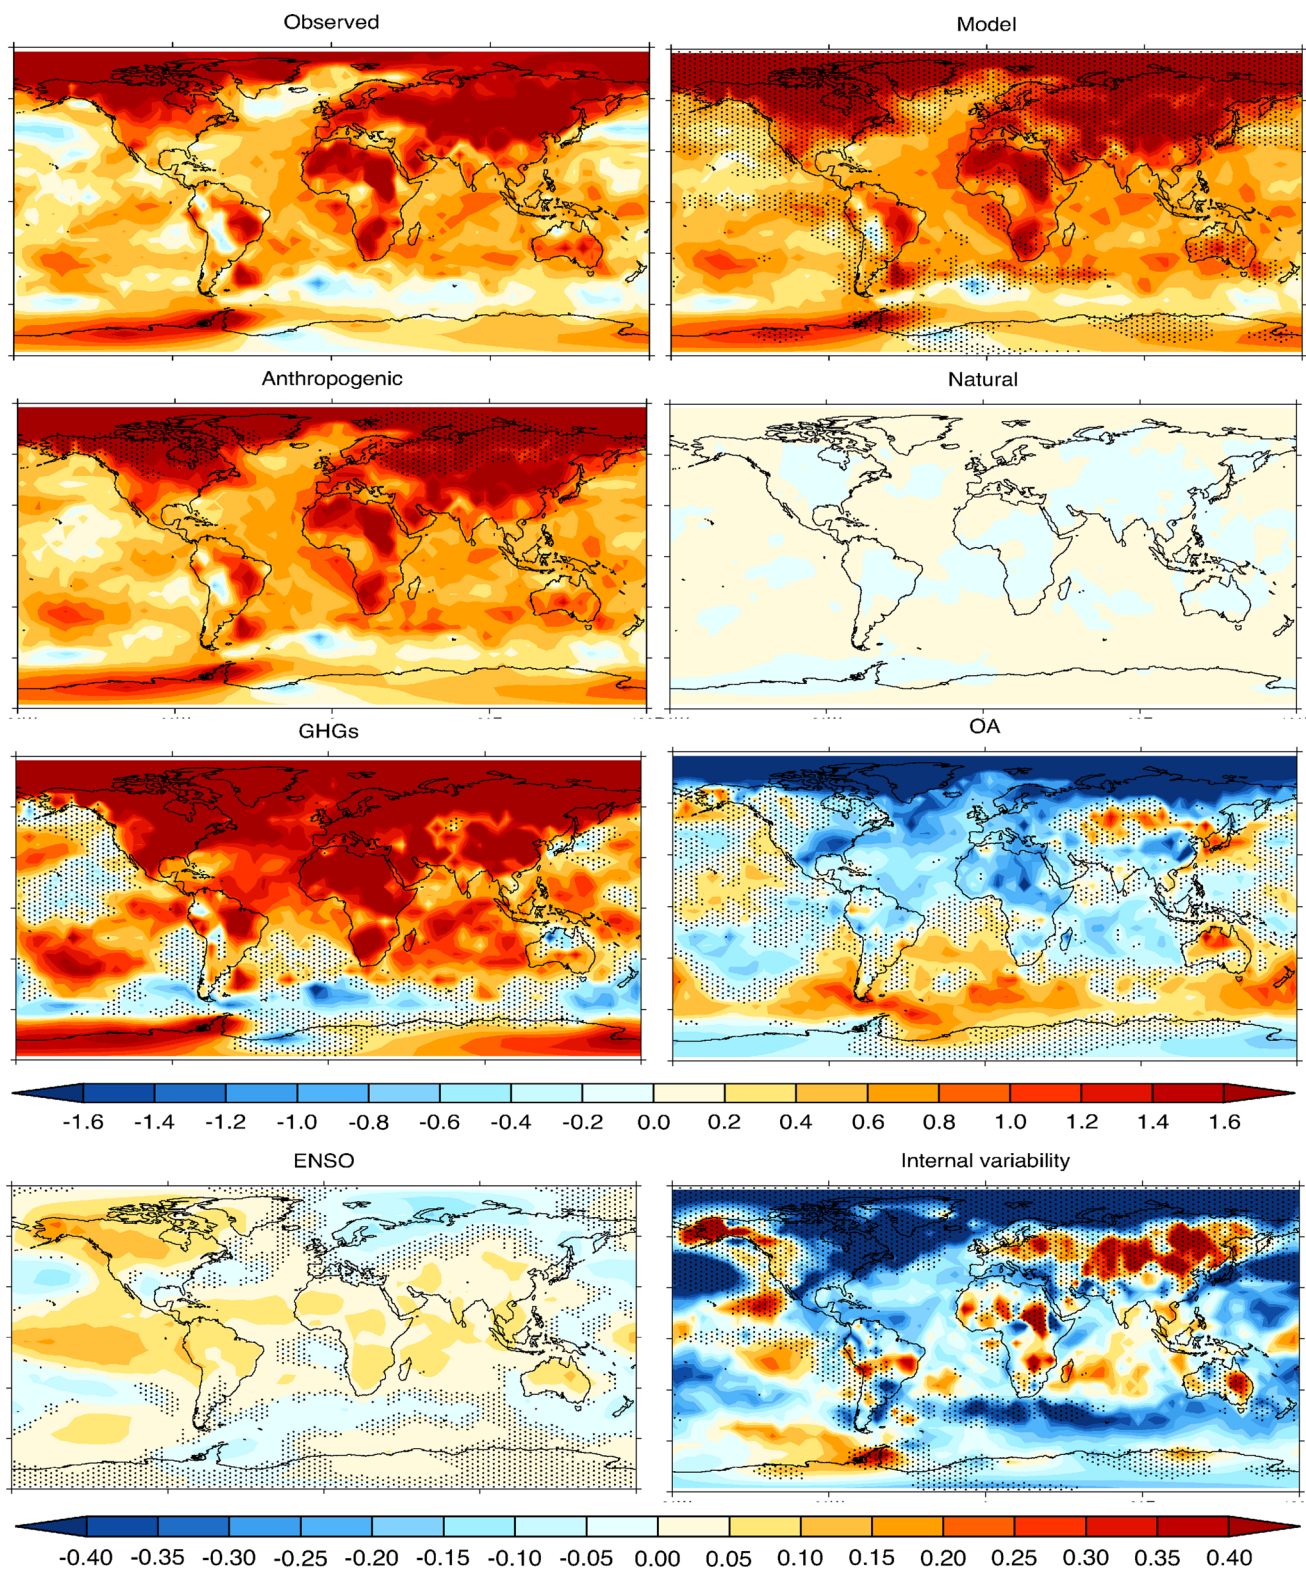 Observed Model
Anthropogenic Natural
GHGs OA
-1.6 -1.4 -1.2 -1.0 -0.8 -0.6 -0.4 -0.2 0.0 0.2 0.4 0.6 0.8 1.0 1.2 1.4 1.6
ENSO Internal variability
-0.40 -0.35 -0.30 -0.25 -0.20 -0.15 -0.10 -0.05 0.00 0.05 0.10 0.15 0.20 0.25 0.30 0.35 0.40